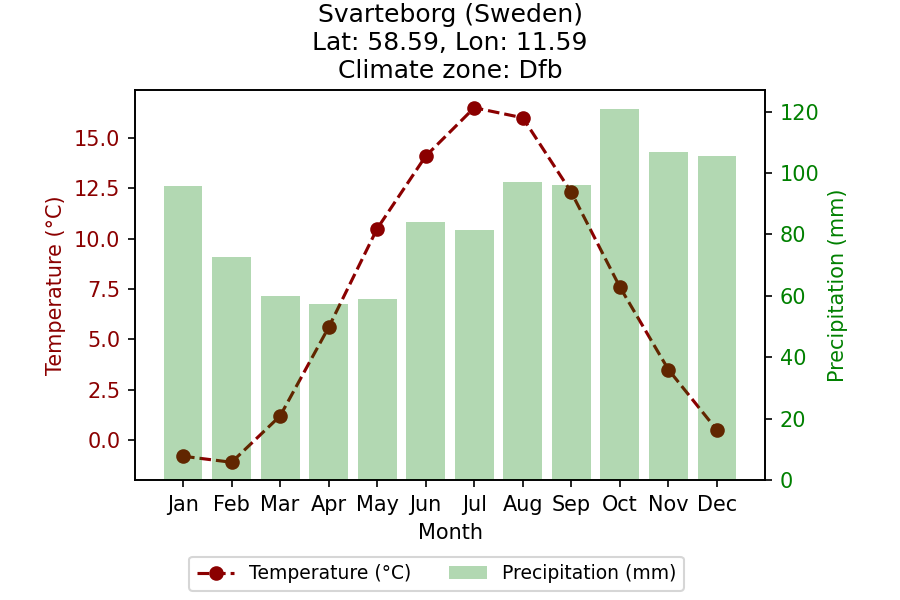 Svarteborg (Sweden)
Lat: 58.59, Lon: 11.59
Climate zone: Dfb
Temperature (°C)
15.0
12.5
10.0
7.5
5.0
2.5
0.0
Precipitation (mm)
120
100
80
60
40
20
0
Jan Feb Mar Apr May Jun Jul Aug Sep Oct Nov Dec
Month
Temperature (°C) Precipitation (mm)